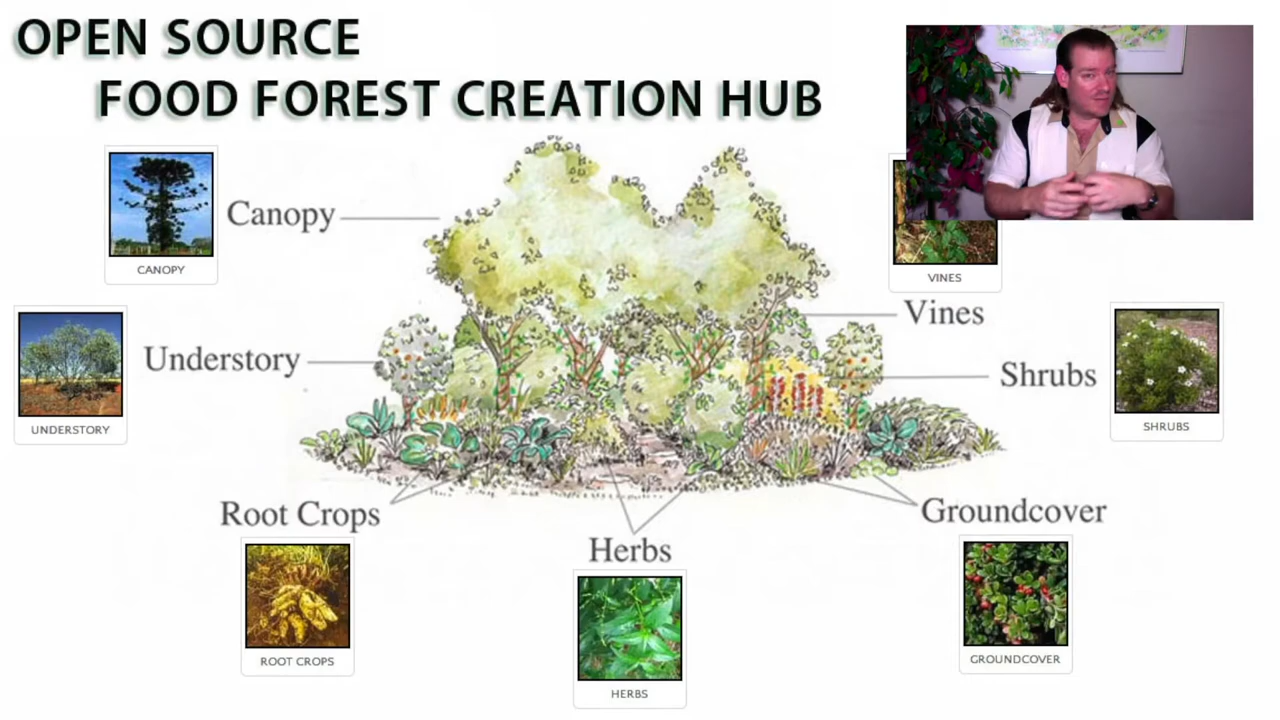 OPEN SOURCE
FOOD FOREST CREATION HUB
Canopy
CANOPY
VINES
Vines
Understory
UNDERSTORY
Shrubs
SHRUBS
Root Crops
ROOT CROPS
Herbs
HERBS
Groundcover
GROUNDCOVER